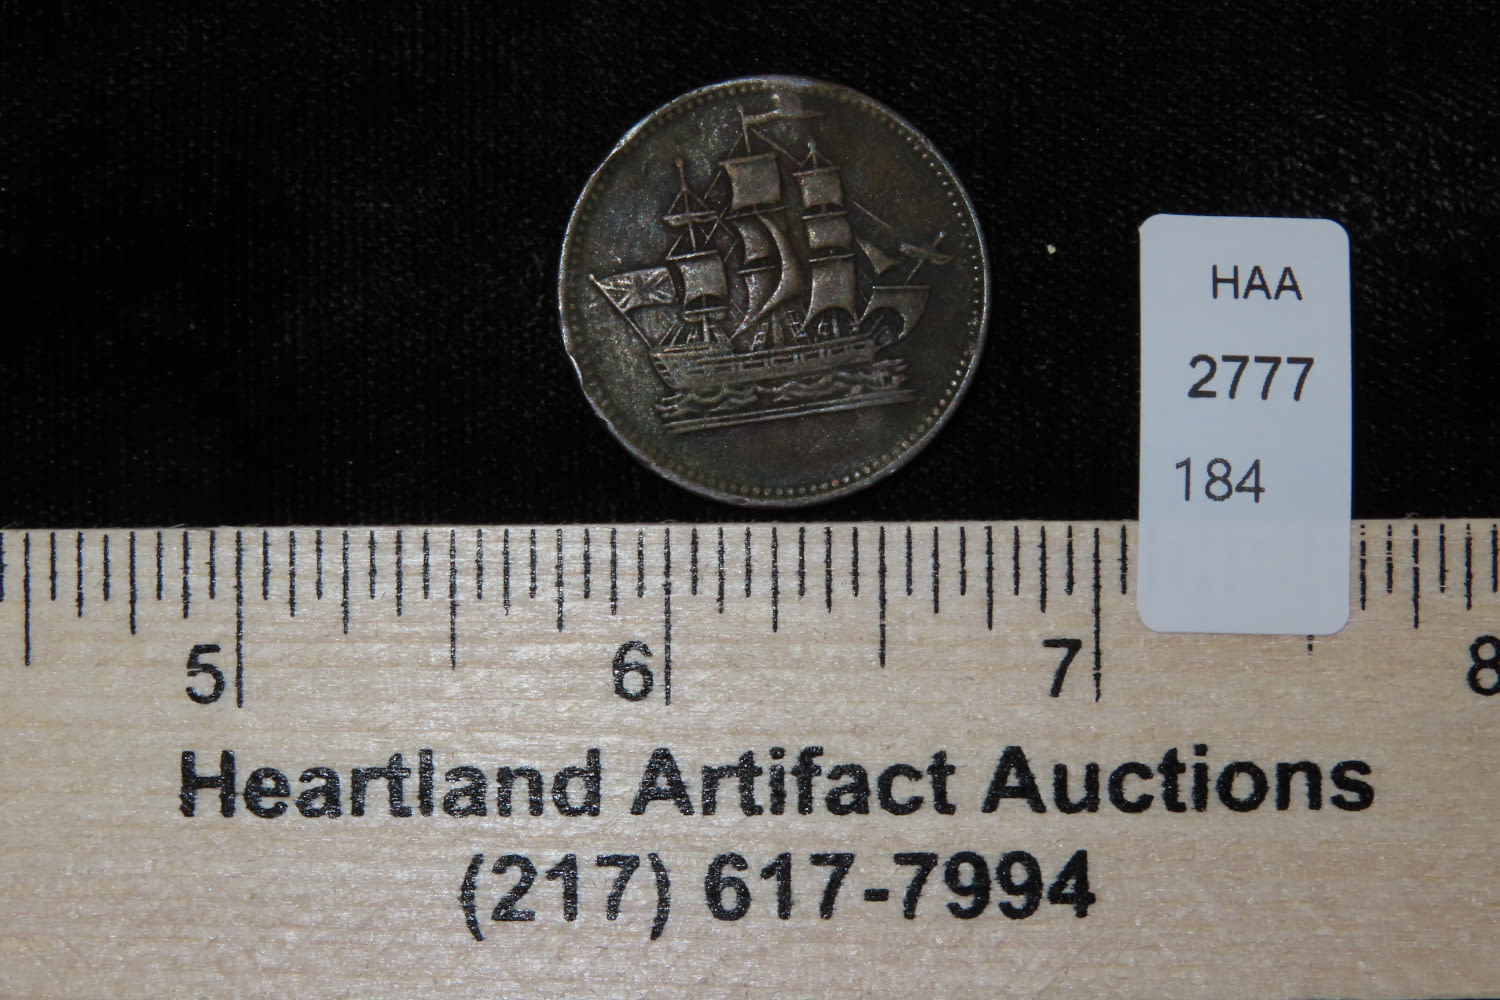 HAA
2777
184
5 6 7 8
Heartland Artifact Auctions
(217) 617-7994